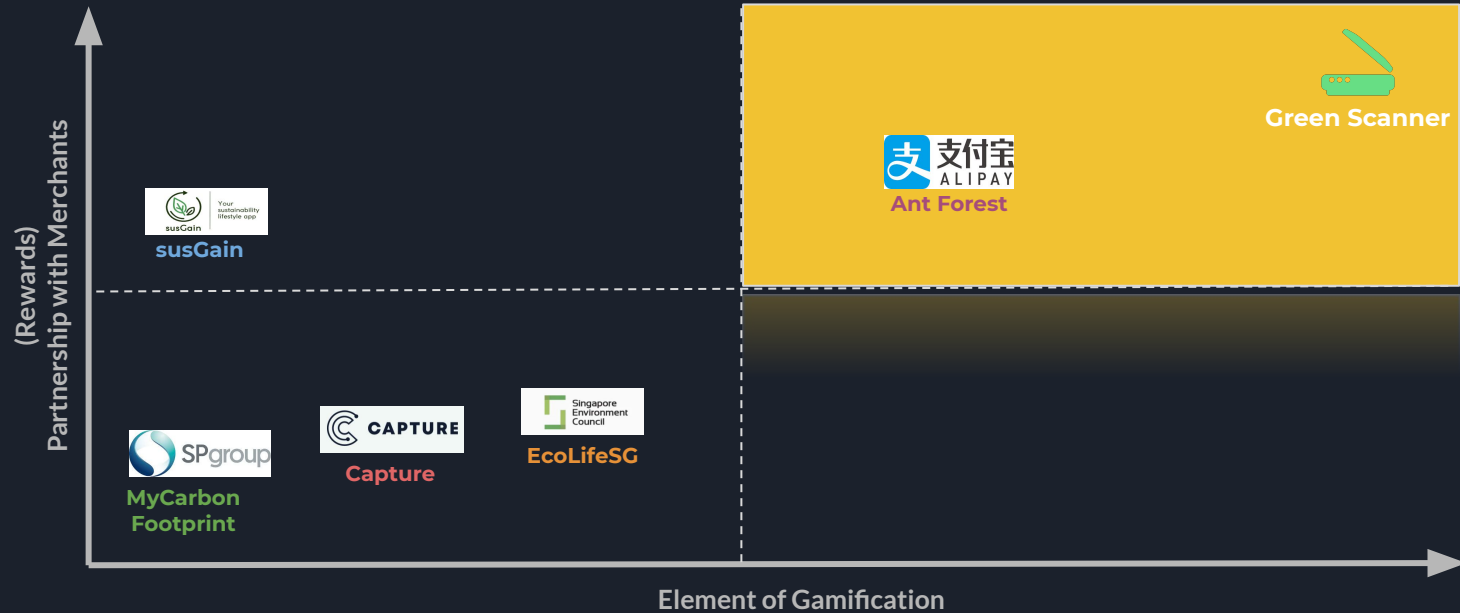 (Rewards)
Partnership with Merchants
Green Scanner
支 支付宝
ALIPAY
Ant Forest
susGain
Your
sustainability
lifestyle app
susGain
Singapore
Environment
Council
EcoLifeSG
CAPTURE
Capture
SPgroup
MyCarbon
Footprint
Element of Gamification